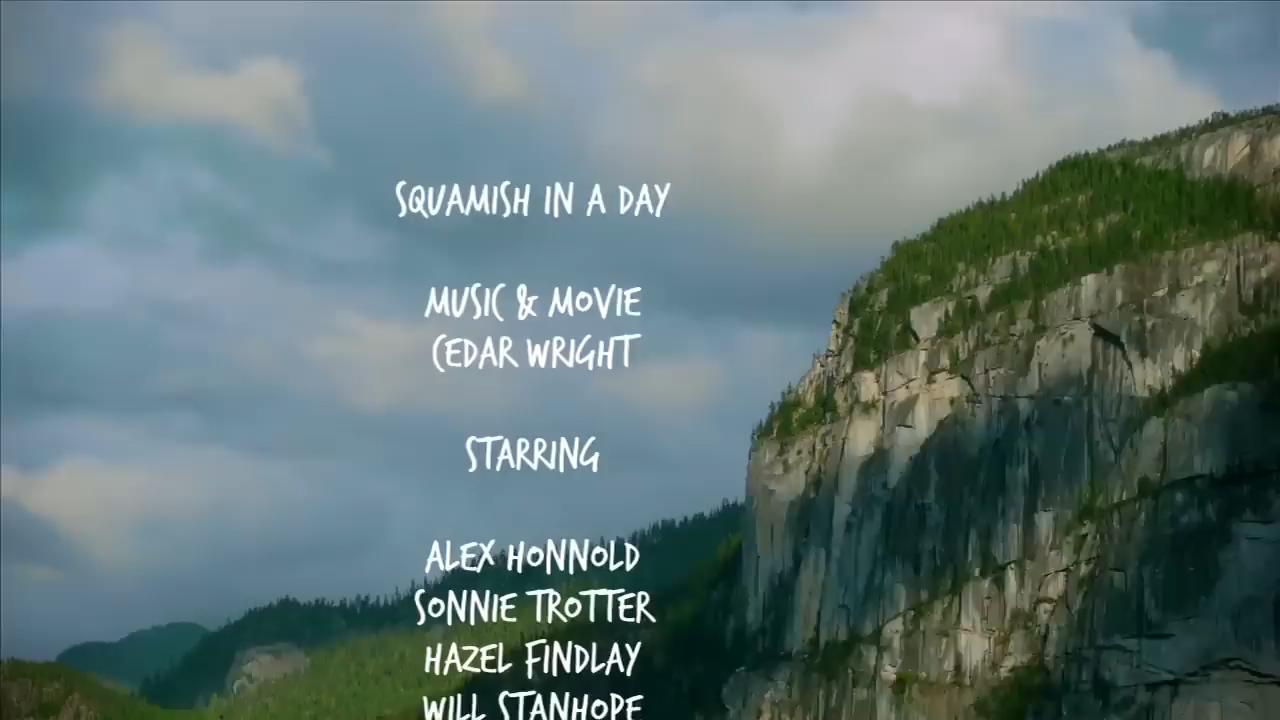 SQUAMISH IN A DAY
MUSIC & MOVIE
CEDAR WRIGHT
STARRING
ALEX HONNOLD
SONNIE TROTTER
HAZEL FINDLAY
WILL STANHOPE